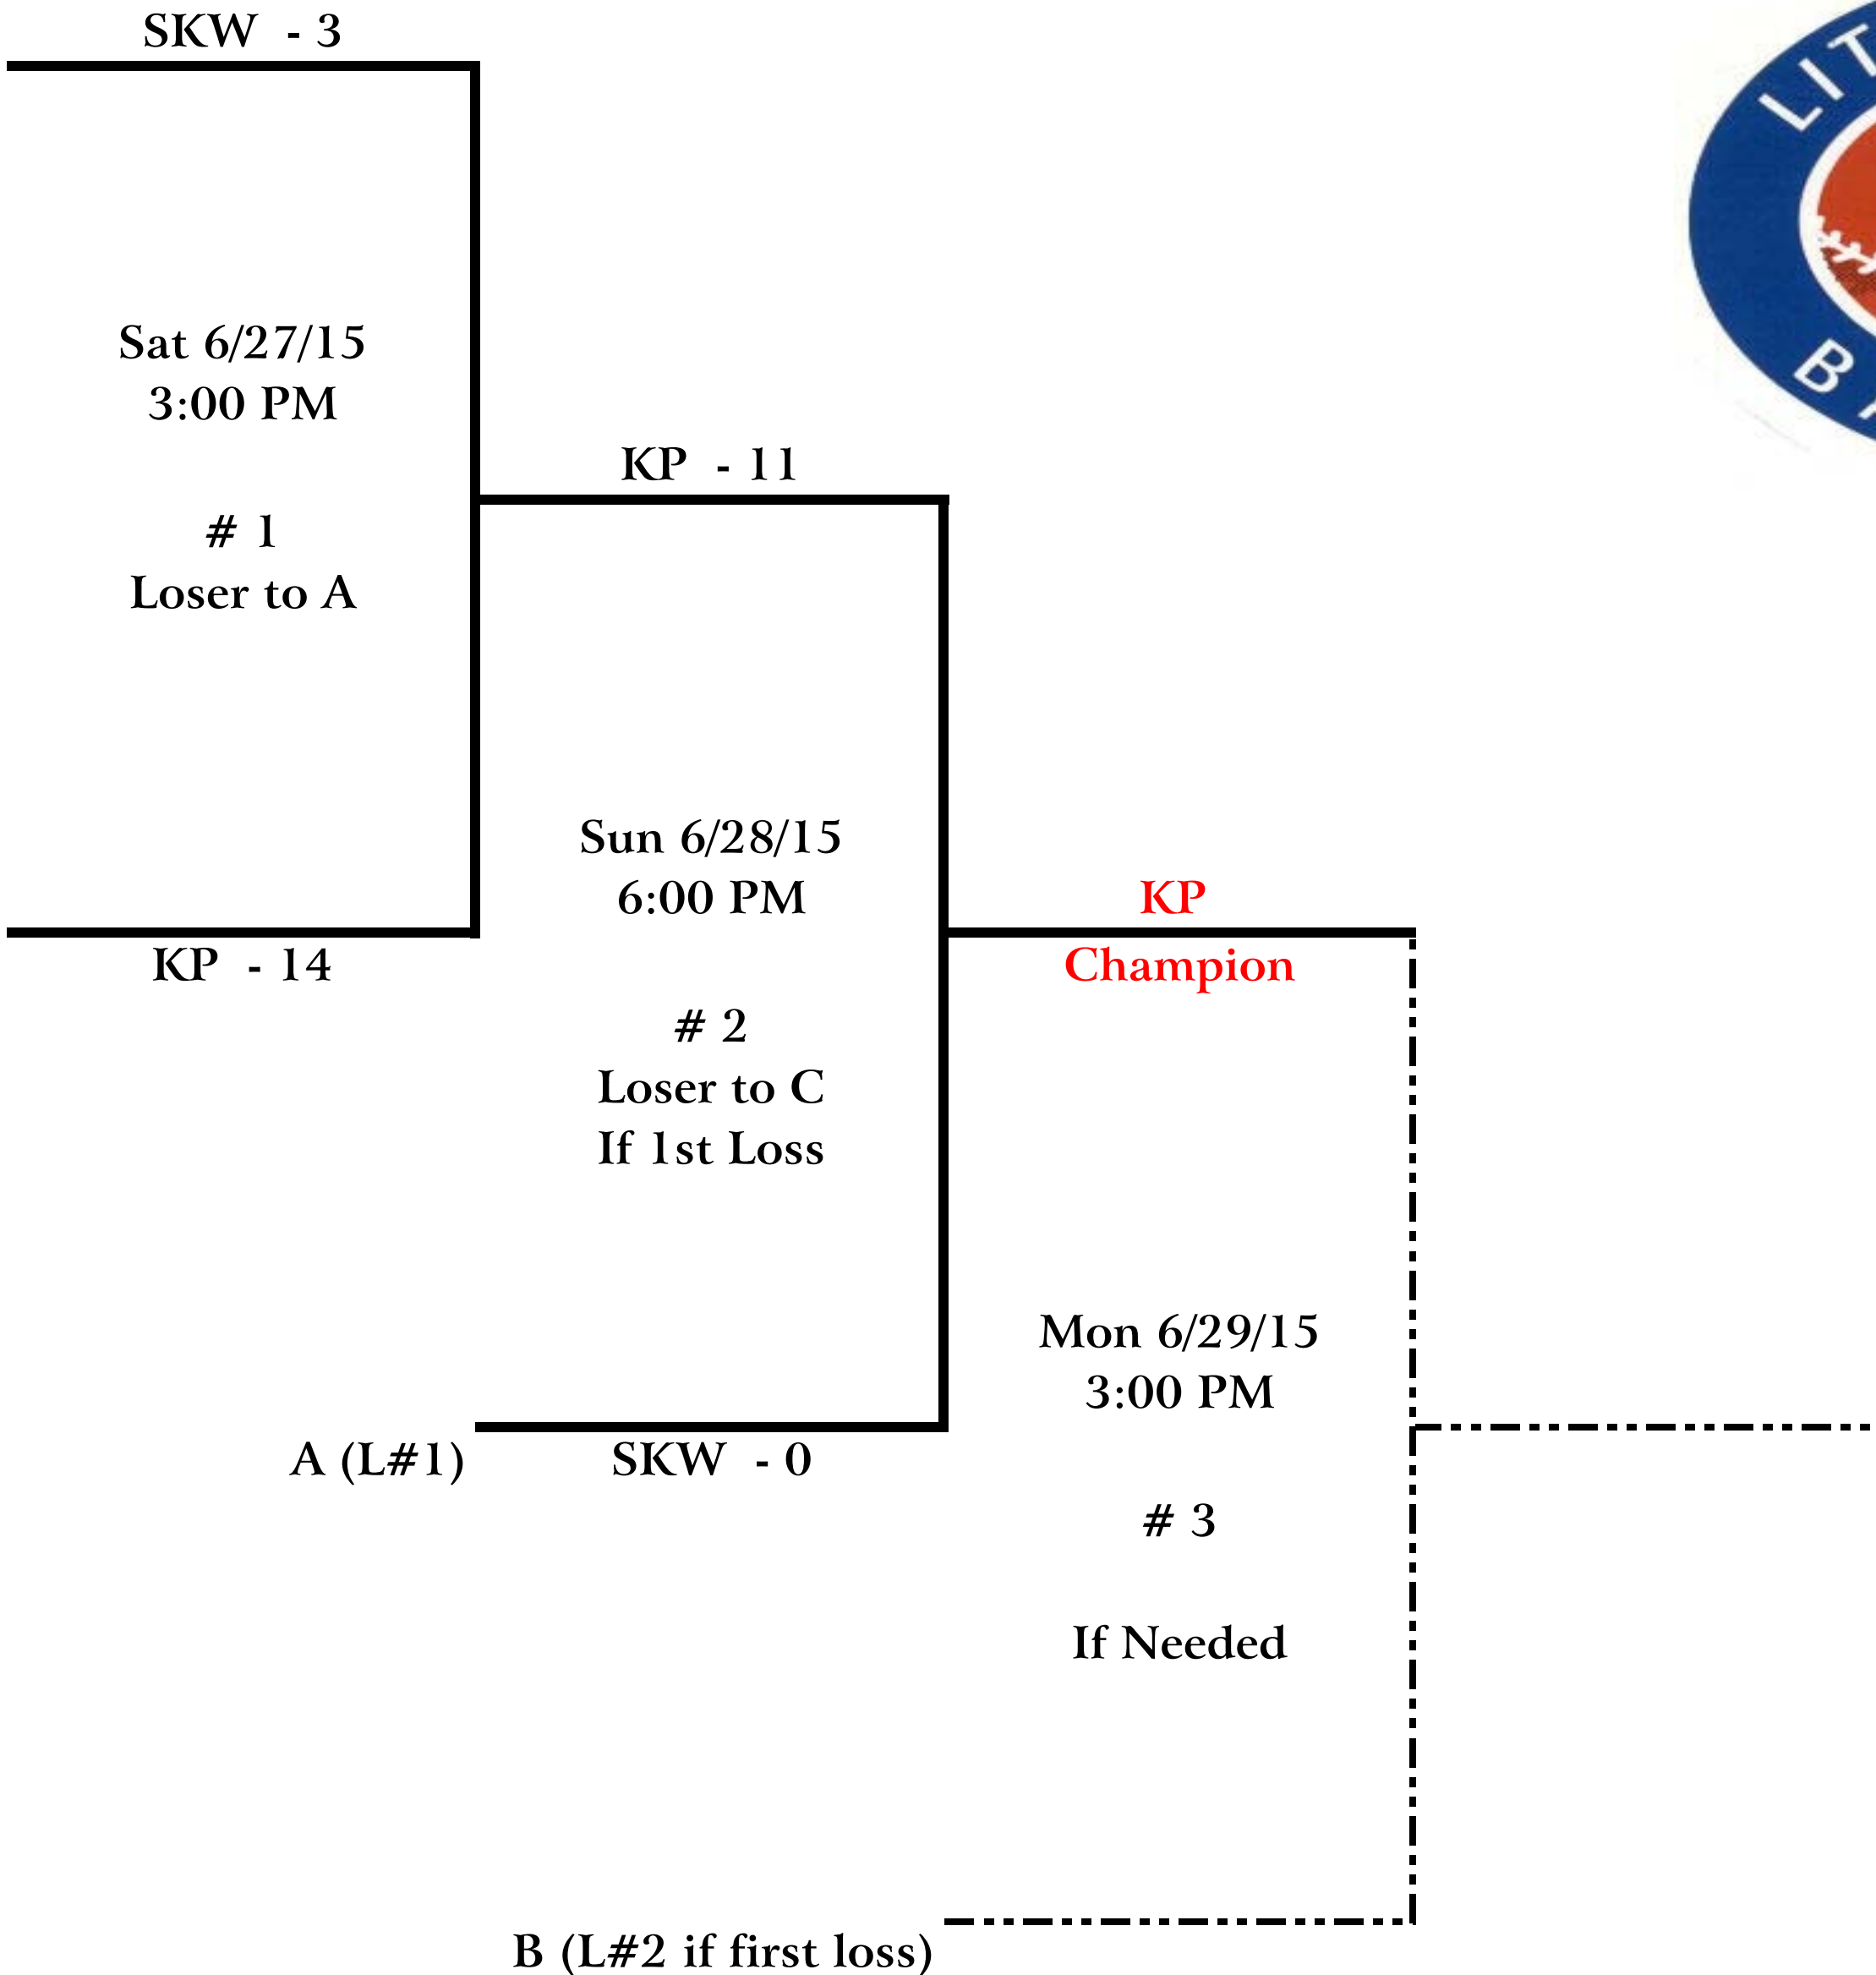 SKW - 3
LIT
Sat 6/27/15
3:00 PM
B
KP - 11
# 1
Loser to A
Sun 6/28/15
6:00 PM
KP
KP - 14
Champion
# 2
Loser to C
If 1st Loss
Mon 6/29/15
3:00 PM
A (L#1)
SKW - 0
# 3
If Needed
B (L#2 if first loss)